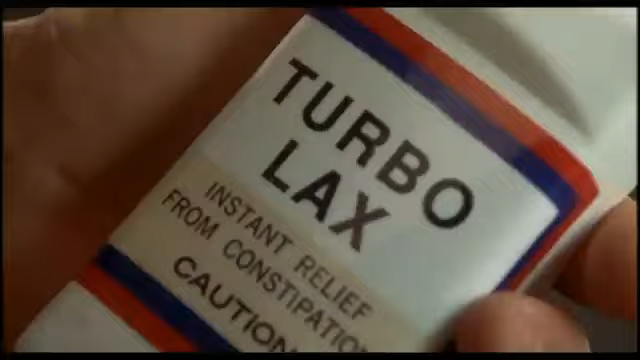 TURBO
LAX
INSTANT RELIEF
FROM CONSTIPATION
CAUTION